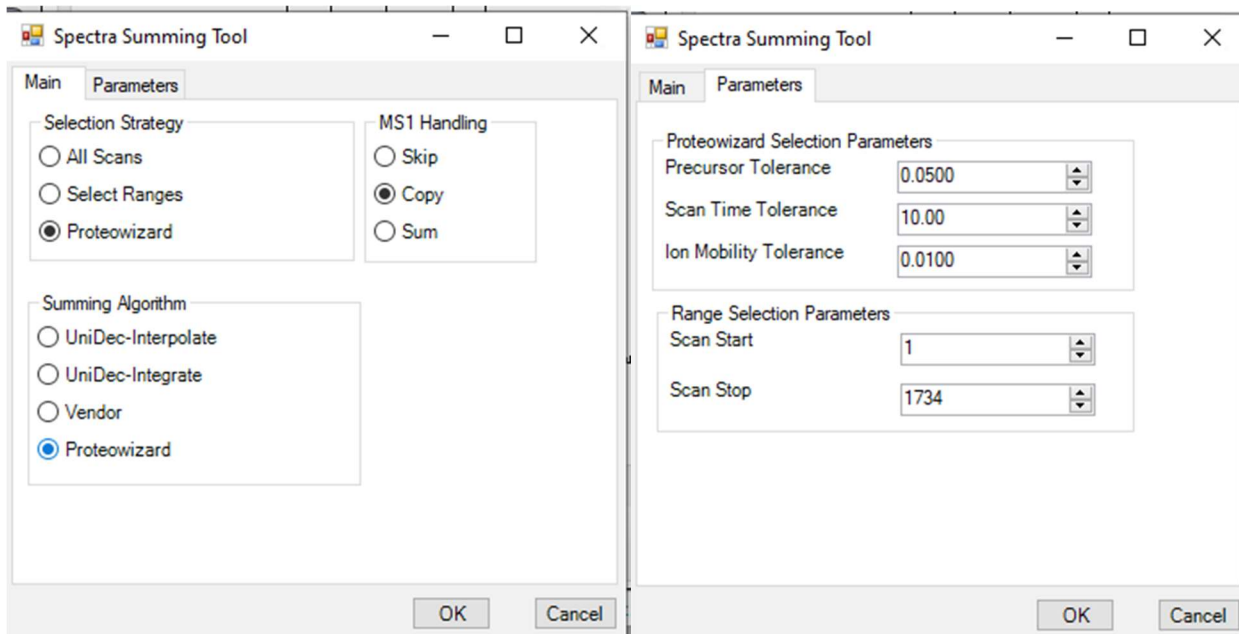 Spectra Summing Tool
Main Parameters
Selection Strategy
All Scans
Select Ranges
Proteowizard
MS1 Handling
Skip
Copy
Sum
Summing Algorithm
UniDec-Interpolate
UniDec-Integrate
Vendor
Proteowizard
OK Cancel
Spectra Summing Tool
Main Parameters
Proteowizard Selection Parameters
Precursor Tolerance 0.0500
Scan Time Tolerance 10.00
Ion Mobility Tolerance 0.0100
Range Selection Parameters
Scan Start 1
Scan Stop 1734
OK Cancel